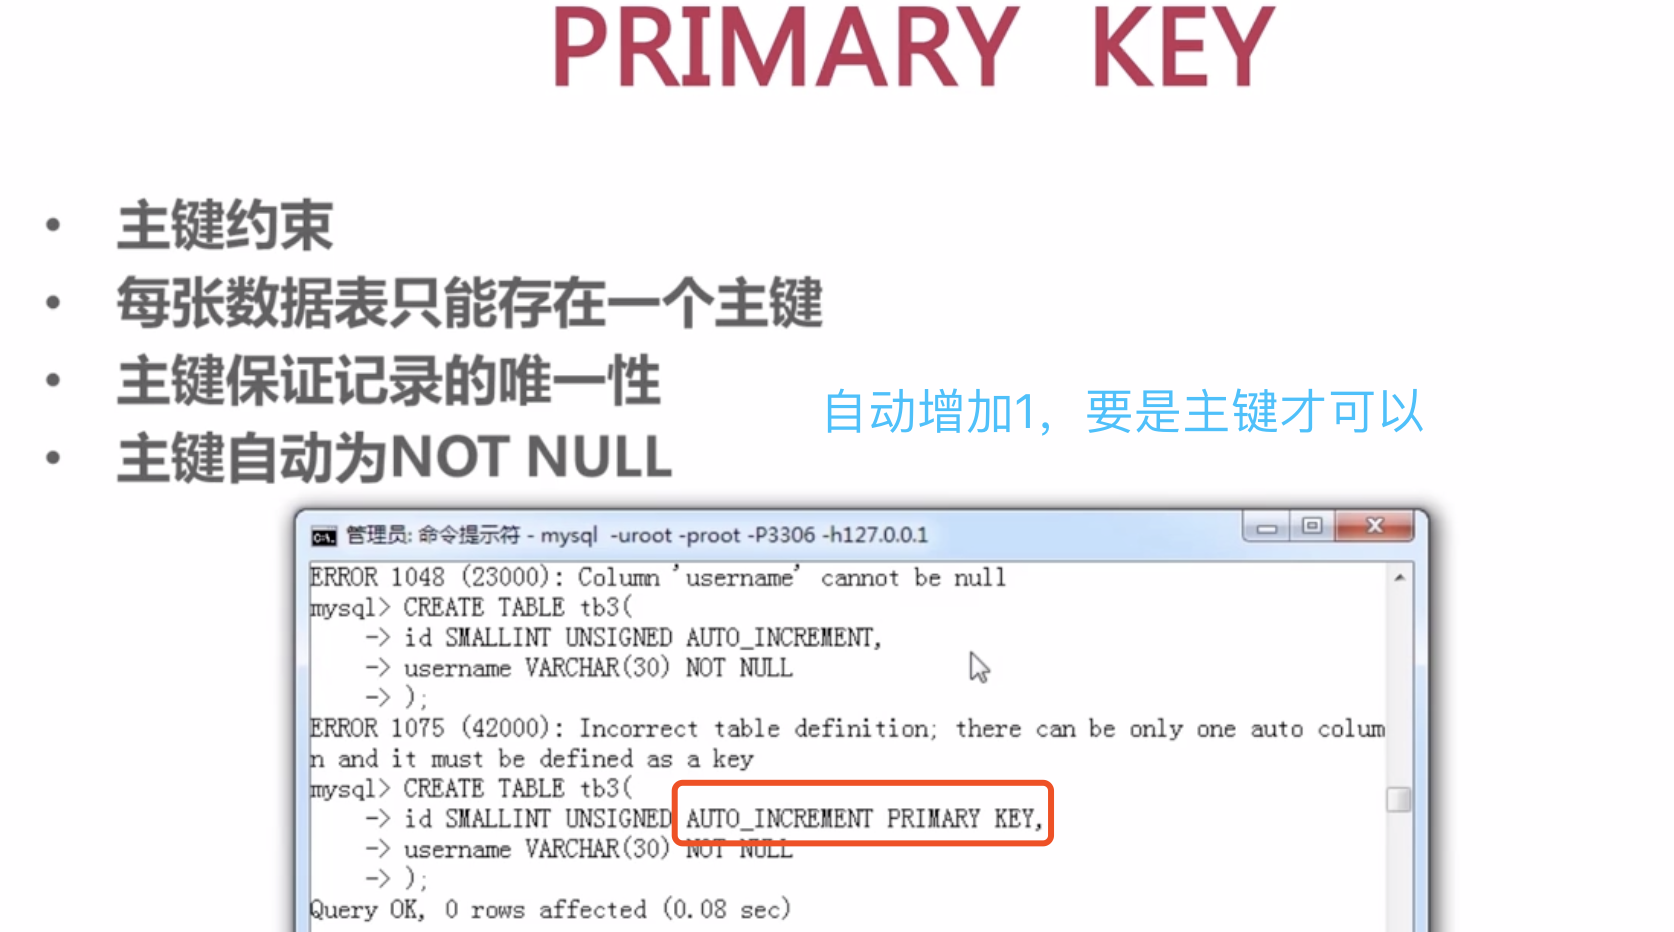 PRIMARY KEY
• 主键约束
• 每张数据表只能存在一个主键
• 主键保证记录的唯一性
自动增加1，要是主键才可以
• 主键自动为NOT NULL
管理员: 命令提示符 - mysql -uroot -proot -P3306 -h127.0.0.1
ERROR 1048 (23000): Column 'username' cannot be null
mysql> CREATE TABLE tb3(
-> id SMALLINT UNSIGNED AUTO_INCREMENT,
-> username VARCHAR(30) NOT NULL
-> );
ERROR 1075 (42000): Incorrect table definition; there can be only one auto colum
n and it must be defined as a key
mysql> CREATE TABLE tb3(
-> id SMALLINT UNSIGNED AUTO_INCREMENT PRIMARY KEY,
-> username VARCHAR(30) NOT NULL
-> );
Query OK, 0 rows affected (0.08 sec)